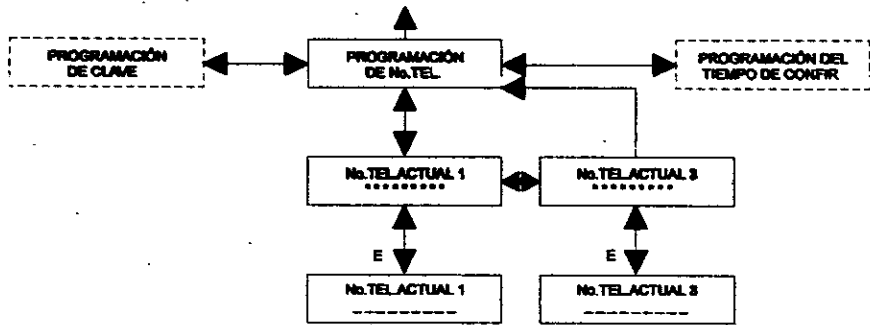 PROGRAMACIÓN
DE CLAVE
PROGRAMACIÓN
DE No.TEL.
PROGRAMACIÓN DEL
TIEMPO DE CONFIR
No.TEL.ACTUAL 1
*********
No.TEL.ACTUAL 3
*********
E
E
No.TEL.ACTUAL 1
_ _ _ _ _ _ _ _ _ _
No.TEL.ACTUAL 3
_ _ _ _ _ _ _ _ _ _